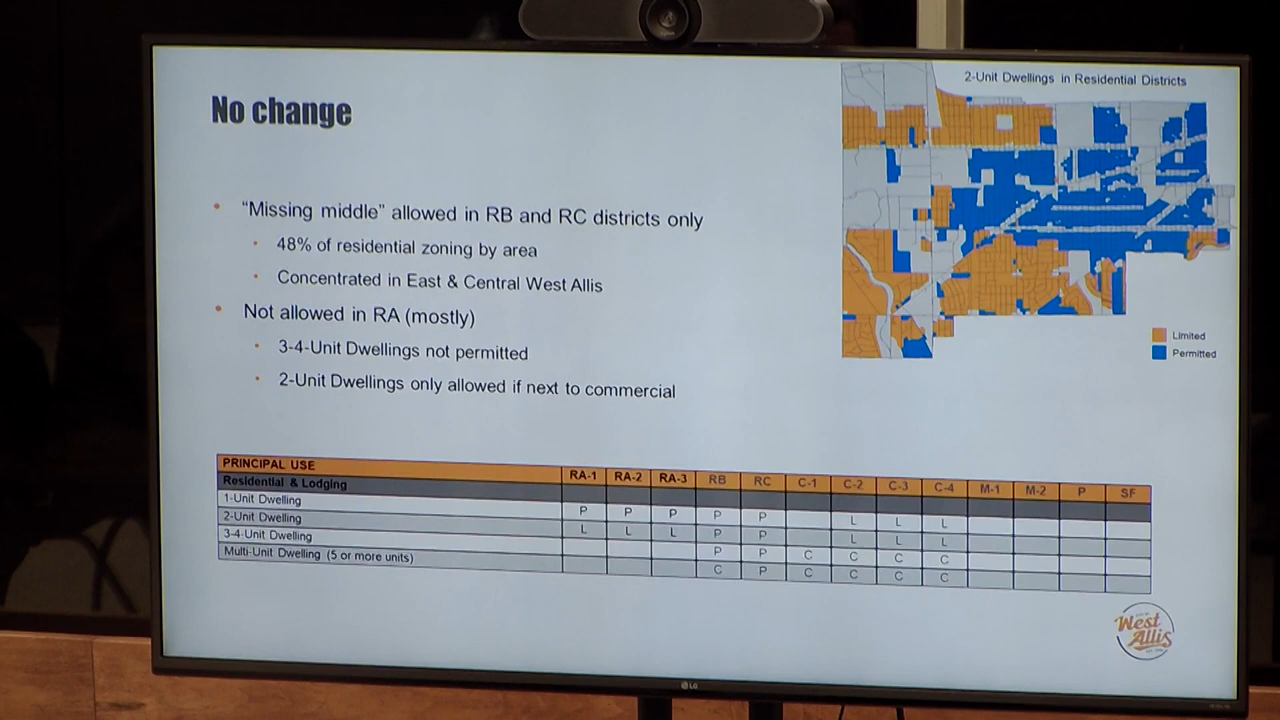 2-Unit Dwellings in Residential Districts
No change
• “Missing middle” allowed in RB and RC districts only
• 48% of residential zoning by area
• Concentrated in East & Central West Allis
• Not allowed in RA (mostly)
• 3-4-Unit Dwellings not permitted
• 2-Unit Dwellings only allowed if next to commercial
Limited
Permitted
PRINCIPAL USE RA-1 RA-2 RA-3 RB RC C-1 C-2 C-3 C-4 M-1 M-2 P SF
Residential & Lodging
1-Unit Dwelling P P P P P L L L
2-Unit Dwelling L L L P P L L L
3-4-Unit Dwelling P P C C C C
Multi-Unit Dwelling (5 or more units) C P C C C C
West
Allis
LG